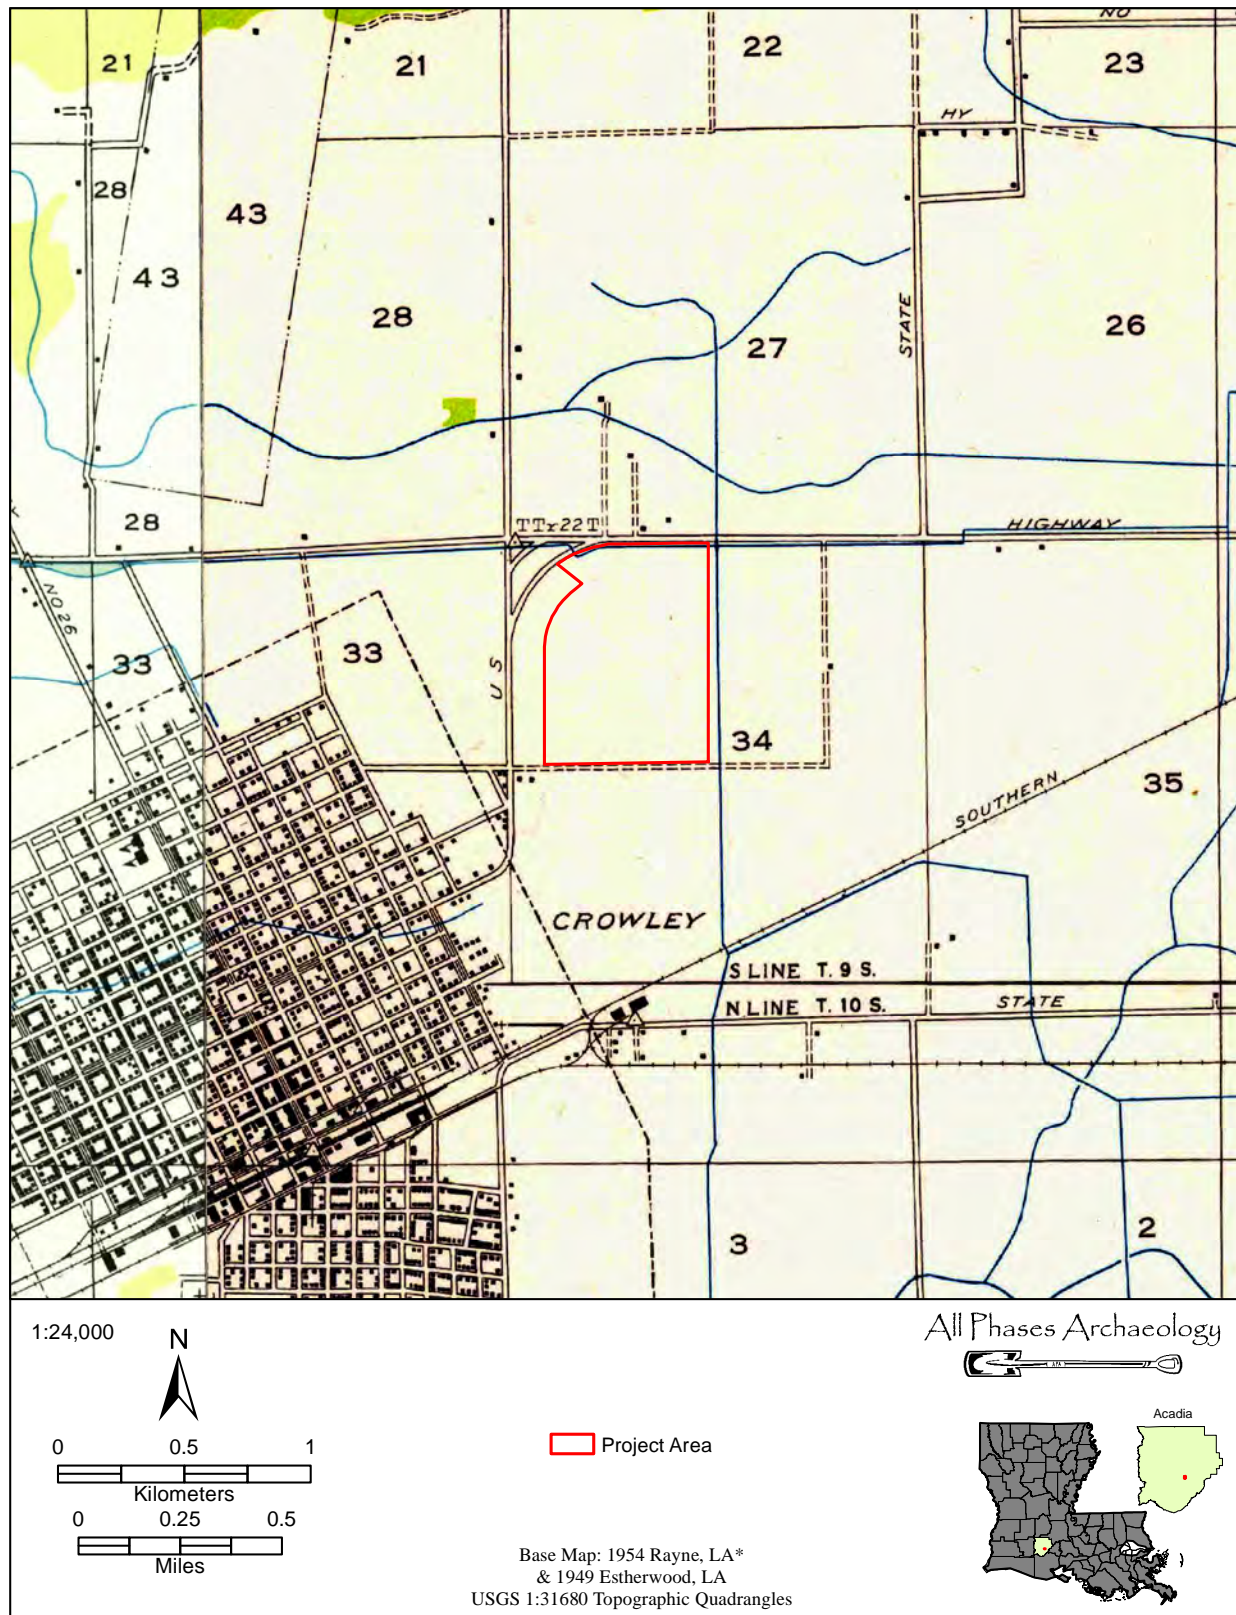 NO
21
21
22
23
HY
28
43
43
STATE
28
27
26
28
TTx22T
HIGHWAY
NO 26
33
33
U S
34
35
SOUTHERN
CROWLEY
S LINE T. 9 S.
N LINE T. 10 S.
STATE
3
2
1:24,000
N
0 0.5 1
Kilometers
0 0.25 0.5
Miles
Project Area
Base Map: 1954 Rayne, LA*
& 1949 Estherwood, LA
USGS 1:31680 Topographic Quadrangles
All Phases Archaeology
APA
Acadia